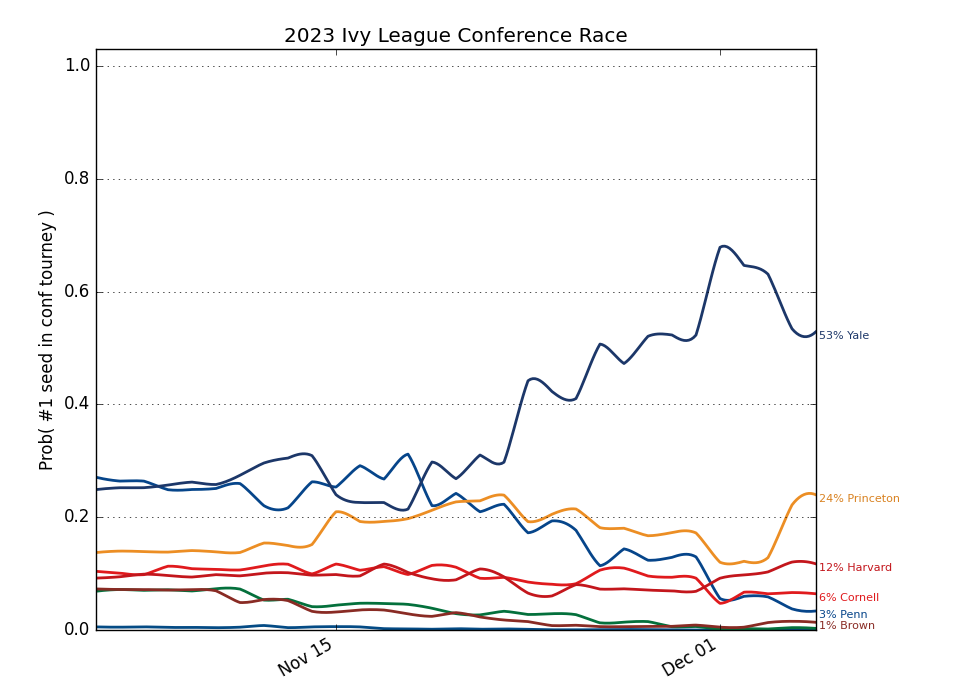 2023 Ivy League Conference Race
Prob( #1 seed in conf tourney )
1.0
0.8
0.6
0.4
0.2
0.0
Nov 15
Dec 01
53% Yale
24% Princeton
12% Harvard
6% Cornell
3% Penn
1% Brown